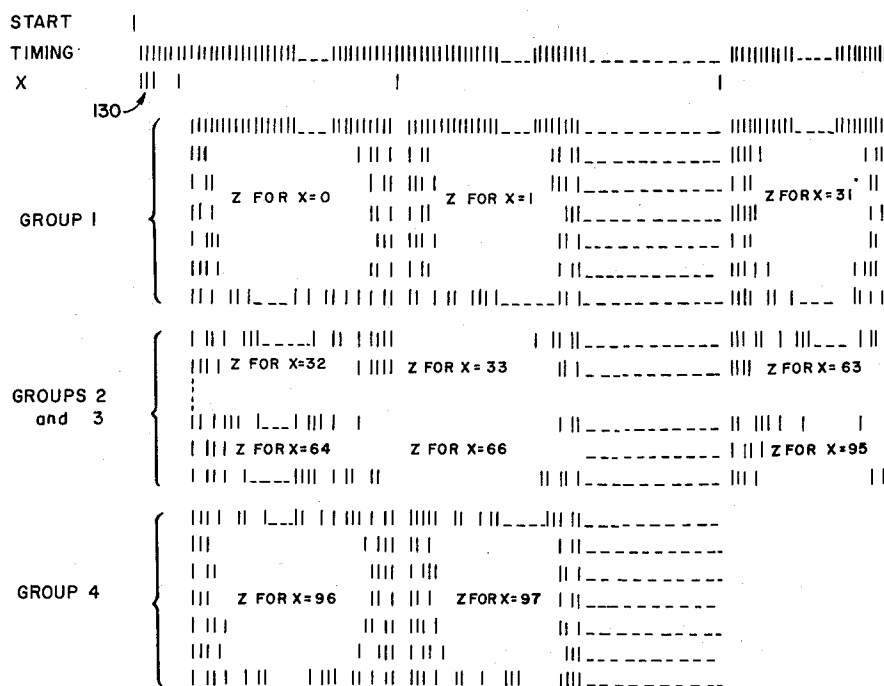 START
TIMING
X
130
GROUP 1
Z FOR X=0
Z FOR X=1
Z FOR X=31
GROUPS 2
and 3
Z FOR X=32
Z FOR X=33
Z FOR X=63
Z FOR X=64
Z FOR X=66
Z FOR X=95
GROUP 4
Z FOR X=96
Z FOR X=97